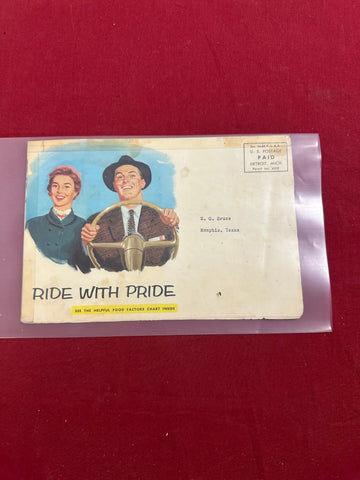 U. S. POSTAGE
PAID
DETROIT, MICH.
Memphis, Texas
RIDE WITH PRIDE
SEE THE HELPFUL FOOD FACTORS CHART INSIDE